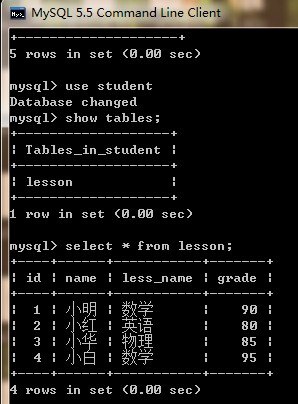 MySQL 5.5 Command Line Client
+--------------------+
5 rows in set (0.00 sec)
mysql> use student
Database changed
mysql> show tables;
+-------------------+
| Tables_in_student |
+-------------------+
| lesson            |
+-------------------+
1 row in set (0.00 sec)
mysql> select * from lesson;
+----+------+-----------+-------+
| id | name | less_name | grade |
+----+------+-----------+-------+
|  1 | 小明 | 数学      |    90 |
|  2 | 小红 | 英语      |    80 |
|  3 | 小华 | 物理      |    85 |
|  4 | 小白 | 数学      |    95 |
+----+------+-----------+-------+
4 rows in set (0.00 sec)